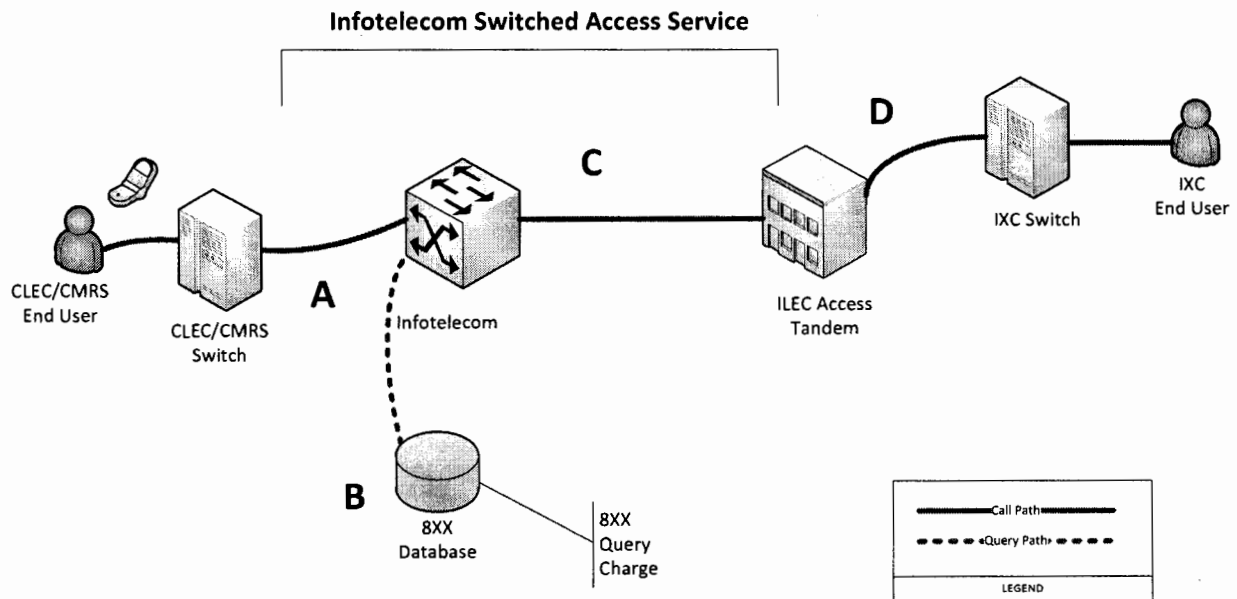 Infotelecom Switched Access Service
D
C
IXC
End User
IXC Switch
CLEC/CMRS
End User
A
Infotelecom
ILEC Access
Tandem
CLEC/CMRS
Switch
B
8XX
Database
8XX
Query
Charge
Call Path
Query Path
LEGEND